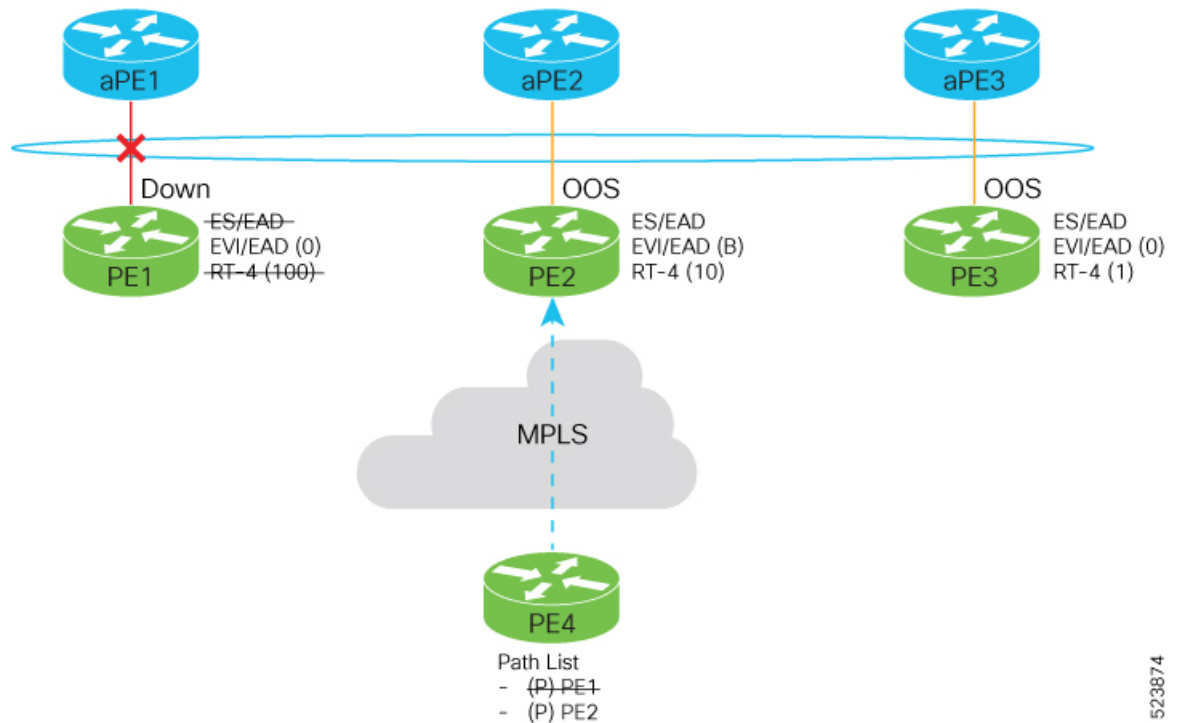 aPE1
aPE2
aPE3
Down
OOS
OOS
ES/EAD
EVI/EAD (0)
RT-4 (100)
PE1
ES/EAD
EVI/EAD (B)
RT-4 (10)
PE2
ES/EAD
EVI/EAD (0)
RT-4 (1)
PE3
MPLS
PE4
Path List
- (P) PE1
- (P) PE2
523874